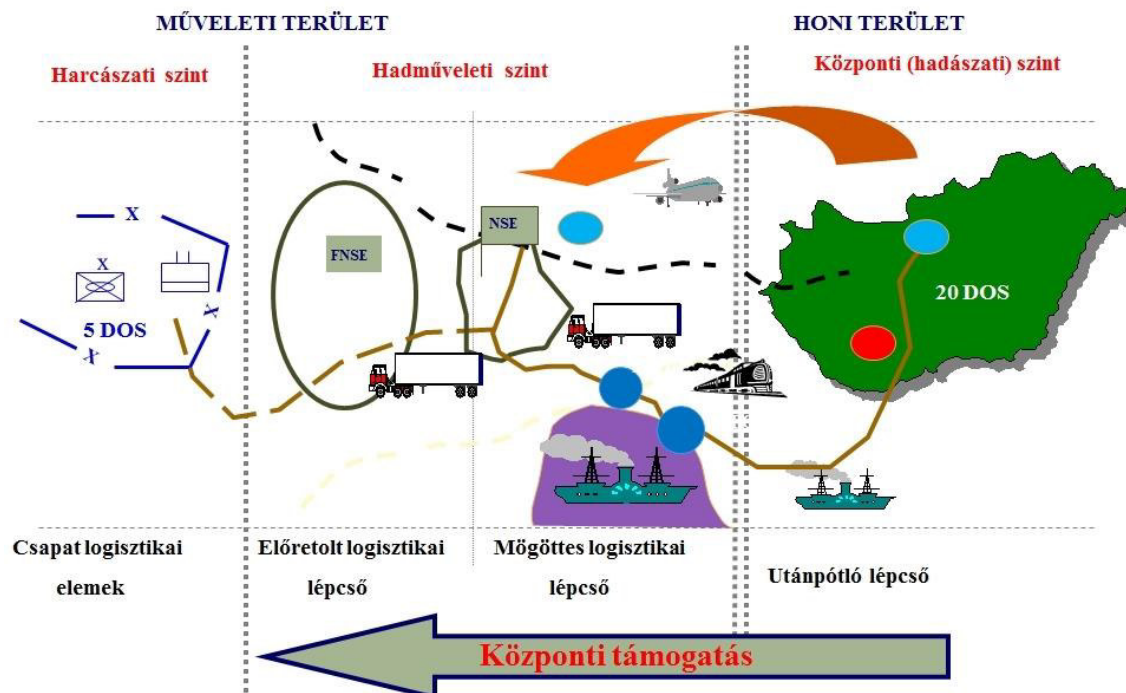 MŰVELETI TERÜLET
HONI TERÜLET
Harcászati szint
Hadműveleti szint
Központi (hadászati) szint
X
NSE
FNSE
X
X
5 DOS
X
20 DOS
Csapat logisztikai
elemek
Előretolt logisztikai
lépcső
Mögöttes logisztikai
lépcső
Utánpótló lépcső
Központi támogatás